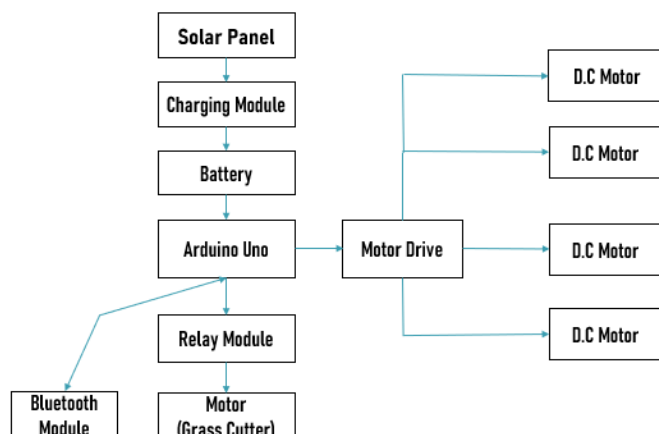 Solar Panel
Charging Module
Battery
Arduino Uno
Motor Drive
D.C Motor
D.C Motor
D.C Motor
D.C Motor
Relay Module
Bluetooth
Module
Motor
(Grass Cutter)